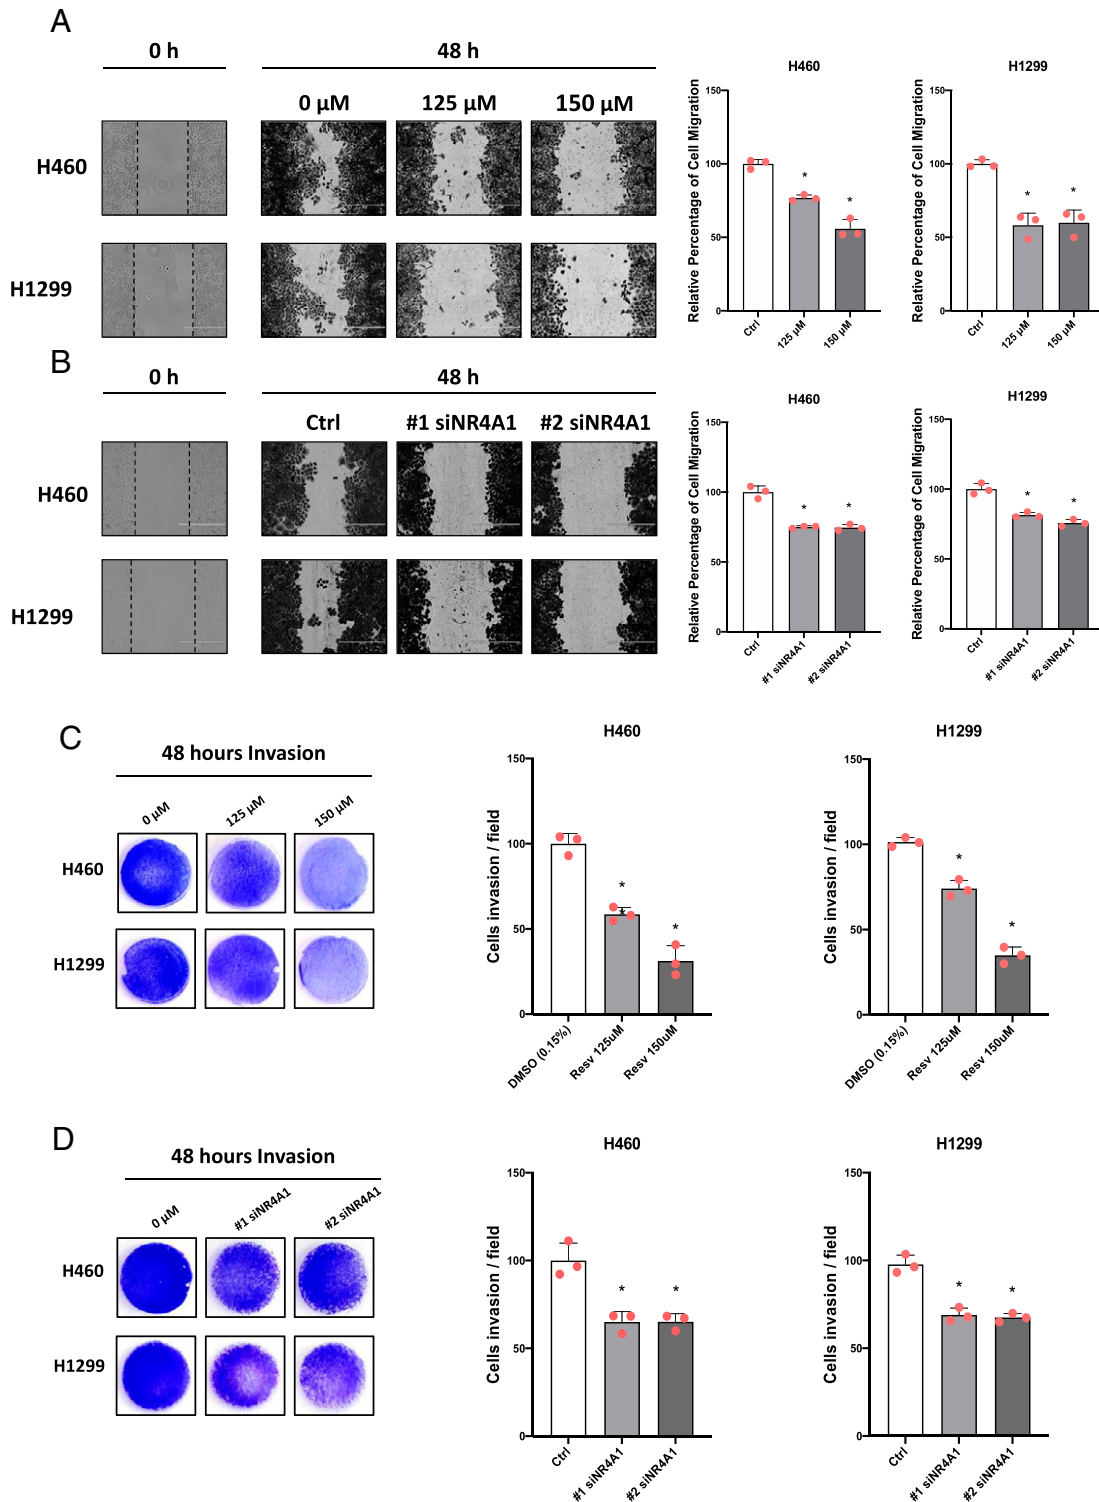 A
0 h
48 h
0 µM
125 µM
150 µM
H460
H1299
H460
Relative Percentage of Cell Migration
150
100
50
0
*
*
Ctrl
125 µM
150 µM
H1299
Relative Percentage of Cell Migration
150
100
50
0
*
*
Ctrl
125 µM
150 µM
B
0 h
48 h
Ctrl
#1 siNR4A1
#2 siNR4A1
H460
H1299
H460
Relative Percentage of Cell Migration
150
100
50
0
*
*
Ctrl
#1 siNR4A1
#2 siNR4A1
H1299
Relative Percentage of Cell Migration
150
100
50
0
*
*
Ctrl
#1 siNR4A1
#2 siNR4A1
C
48 hours Invasion
0 µM
125 µM
150 µM
H460
H1299
H460
Cells invasion / field
150
100
50
0
*
*
*
DMSO (0.15%)
Resv 125uM
Resv 150uM
H1299
Cells invasion / field
150
100
50
0
*
*
DMSO (0.15%)
Resv 125uM
Resv 150uM
D
48 hours Invasion
0 µM
#1 siNR4A1
#2 siNR4A1
H460
H1299
H460
Cells invasion / field
150
100
50
0
*
*
Ctrl
#1 siNR4A1
#2 siNR4A1
H1299
Cells invasion / field
150
100
50
0
*
*
Ctrl
#1 siNR4A1
#2 siNR4A1